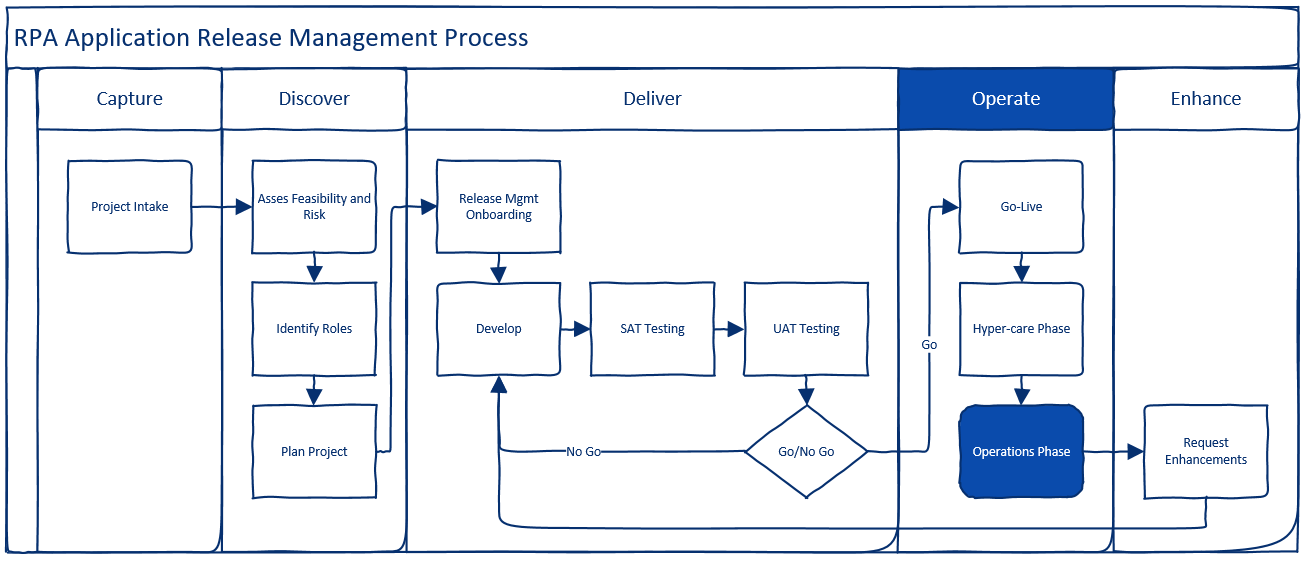 RPA Application Release Management Process
Capture
Discover
Deliver
Operate
Enhance
Project Intake
Asses Feasibility and
Risk
Release Mgmt
Onboarding
Go-Live
Identify Roles
Develop
SAT Testing
UAT Testing
Go
Hyper-care Phase
Plan Project
No Go
Go/No Go
Operations Phase
Request
Enhancements